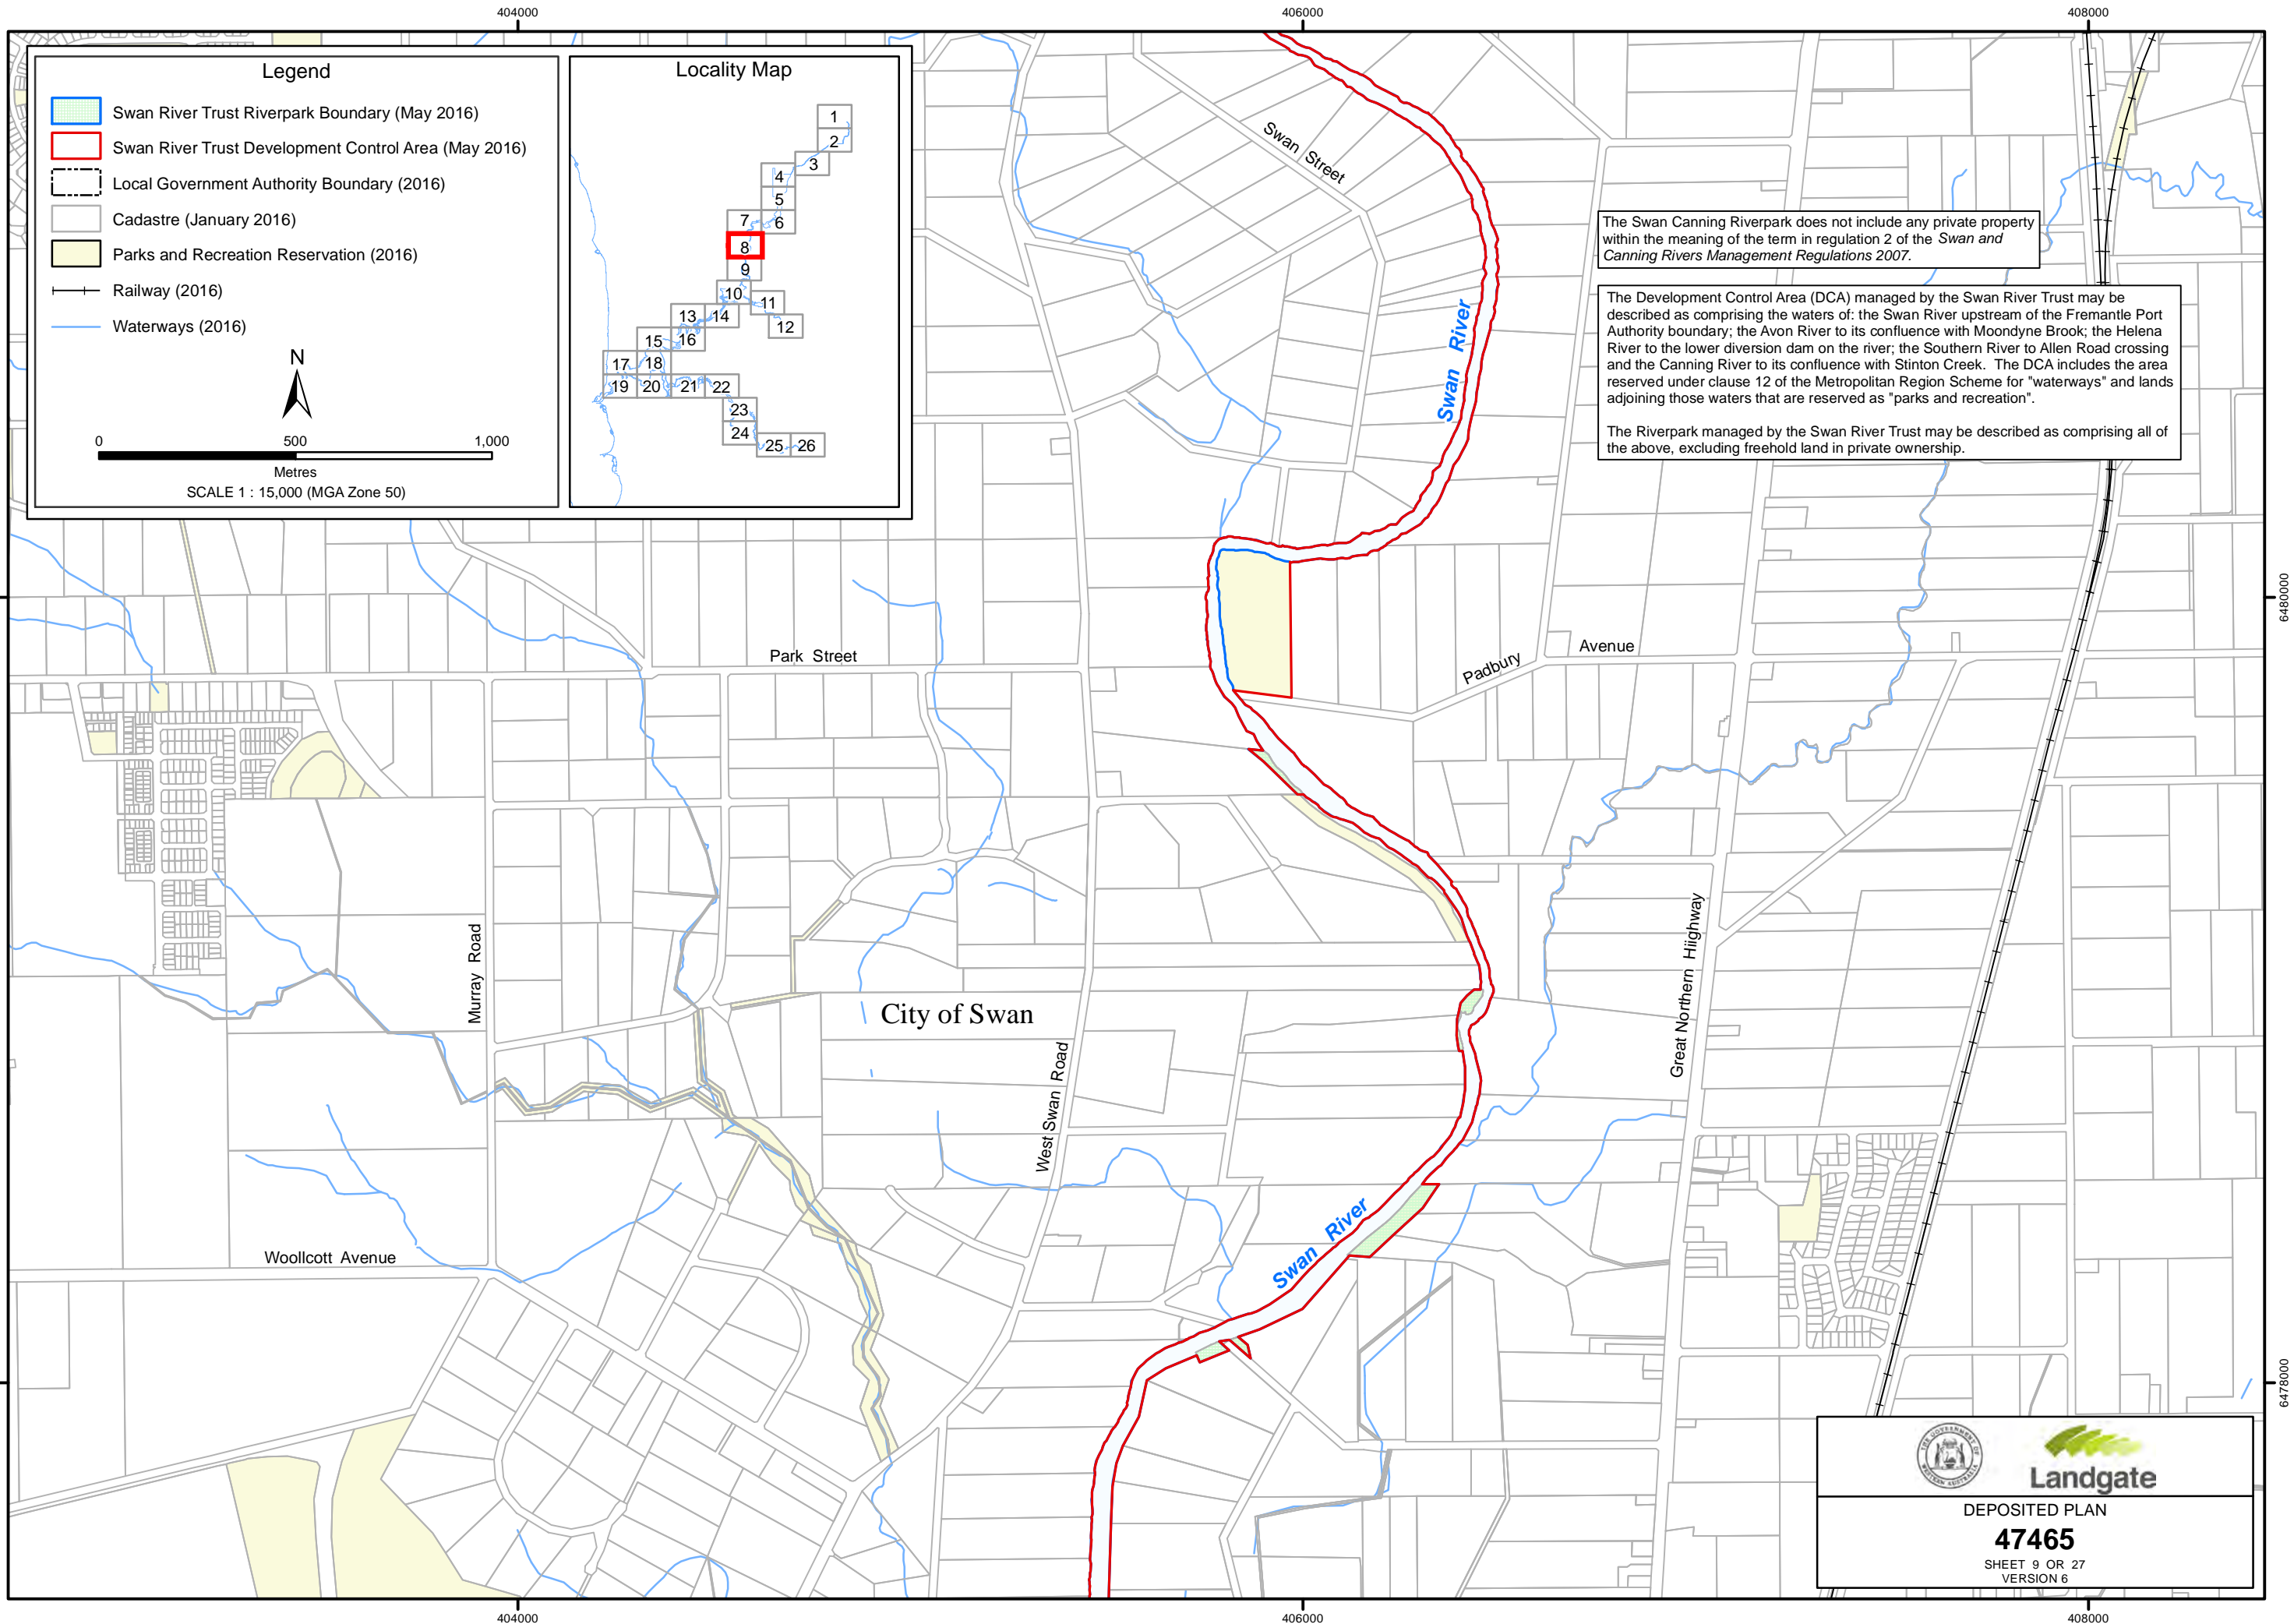 404000
406000
408000
Legend
Swan River Trust Riverpark Boundary (May 2016)
Swan River Trust Development Control Area (May 2016)
Local Government Authority Boundary (2016)
Cadastre (January 2016)
Parks and Recreation Reservation (2016)
Railway (2016)
Waterways (2016)
N
0 500 1,000
Metres
SCALE 1 : 15,000 (MGA Zone 50)
Locality Map
1
2
3
4
5
7 6
8
9
10
11
13 14
12
15 16
17 18
19 20 21 22
23
24
25 26
Swan Street
Swan River
The Swan Canning Riverpark does not include any private property
within the meaning of the term in regulation 2 of the Swan and
Canning Rivers Management Regulations 2007.
The Development Control Area (DCA) managed by the Swan River Trust may be
described as comprising the waters of: the Swan River upstream of the Fremantle Port
Authority boundary; the Avon River to its confluence with Moondyne Brook; the Helena
River to the lower diversion dam on the river; the Southern River to Allen Road crossing
and the Canning River to its confluence with Stinton Creek. The DCA includes the area
reserved under clause 12 of the Metropolitan Region Scheme for "waterways" and lands
adjoining those waters that are reserved as "parks and recreation".
The Riverpark managed by the Swan River Trust may be described as comprising all of
the above, excluding freehold land in private ownership.
6480000
Park Street
Padbury Avenue
Murray Road
City of Swan
West Swan Road
Great Northern Hiighway
Swan River
Woollcott Avenue
6478000
THE GOVERNMENT OF
WESTERN AUSTRALIA
Landgate
DEPOSITED PLAN
47465
SHEET 9 OR 27
VERSION 6
404000
406000
408000